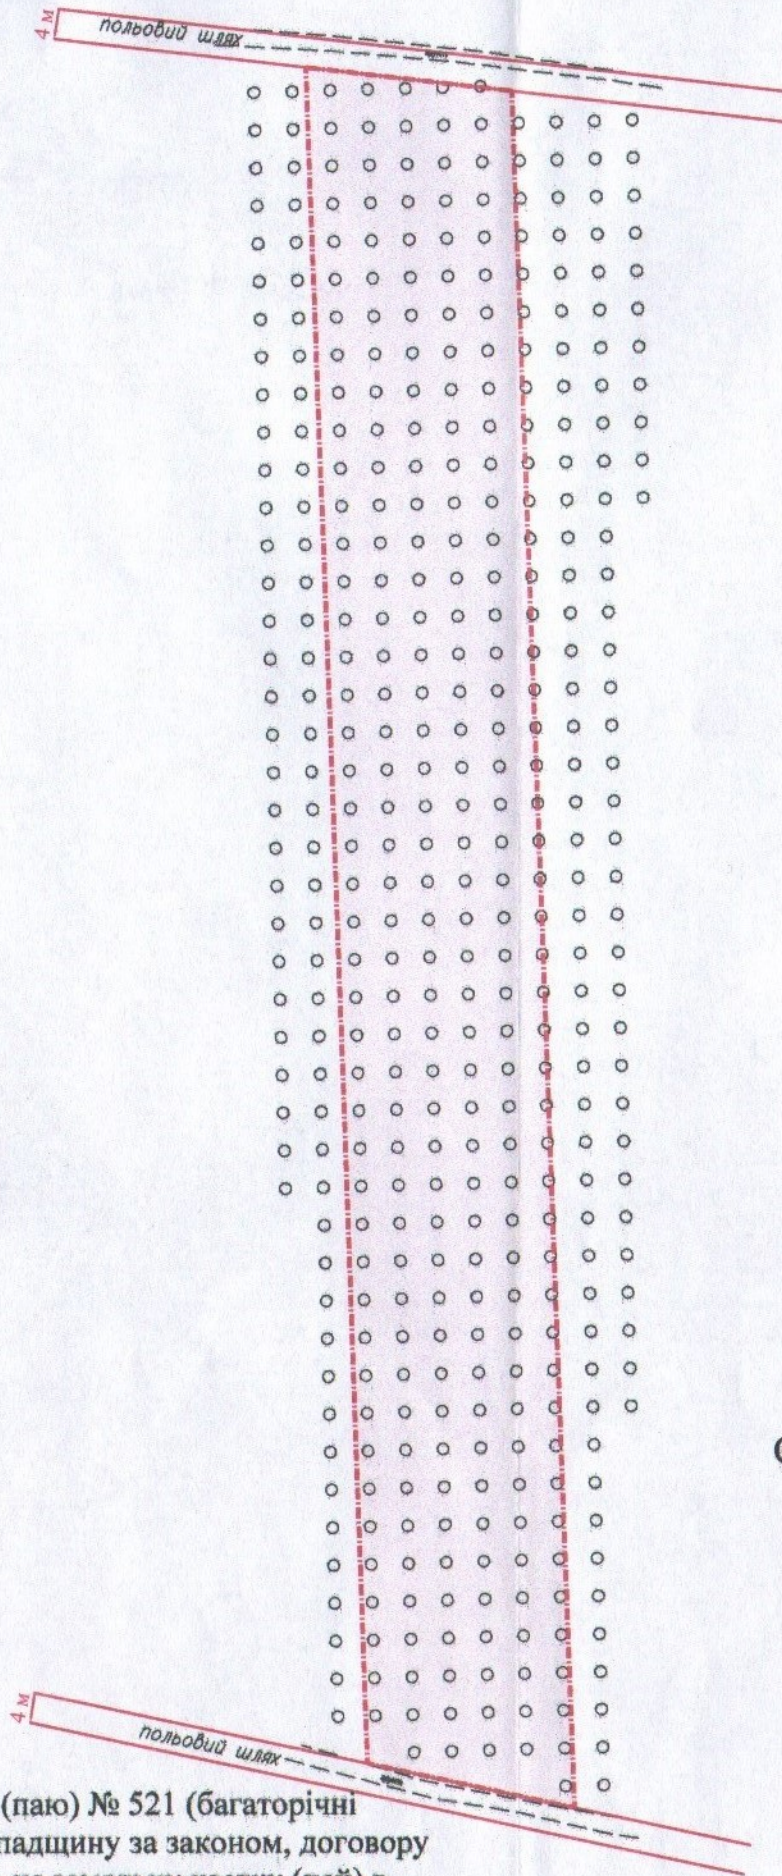 4 м
польовий шлях
4 м
польовий шлях
(паю) № 521 (багаторічні
падщину за законом, договору